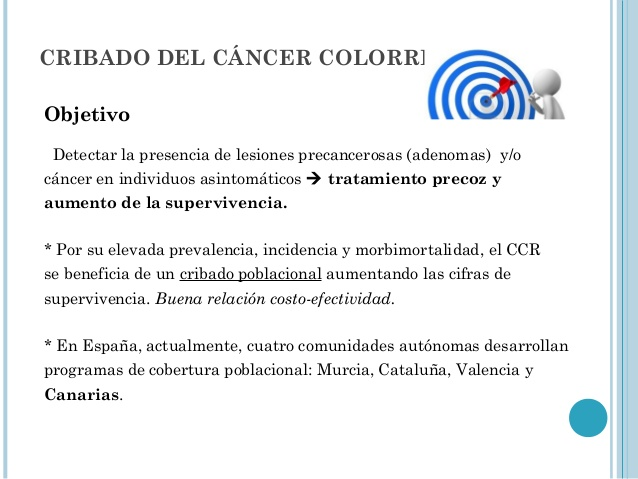 CRIBADO DEL CÁNCER
Objetivo
Detectar la presencia de lesiones precancerosas (adenomas) y/o
cáncer en individuos asintomáticos → tratamiento precoz y
aumento de la supervivencia.
* Por su elevada prevalencia, incidencia y morbimortalidad, el CCR
se beneficia de un cribado poblacional aumentando las cifras de
supervivencia. Buena relación costo-efectividad.
* En España, actualmente, cuatro comunidades autónomas desarrollan
programas de cobertura poblacional: Murcia, Cataluña, Valencia y
Canarias.